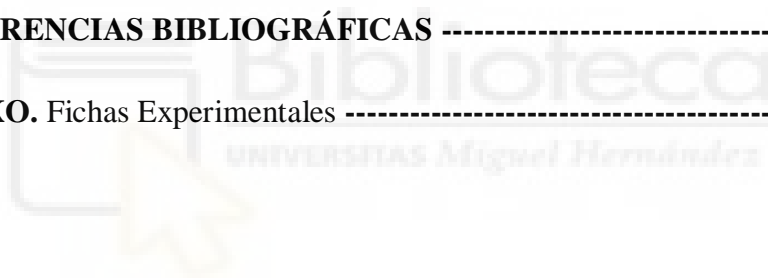 RENCIAS BIBLIOGRÁFICAS -------------------------------
Biblioteca
XO. Fichas Experimentales ----------------------------------------
UNIVERSITAS Miguel Hernández